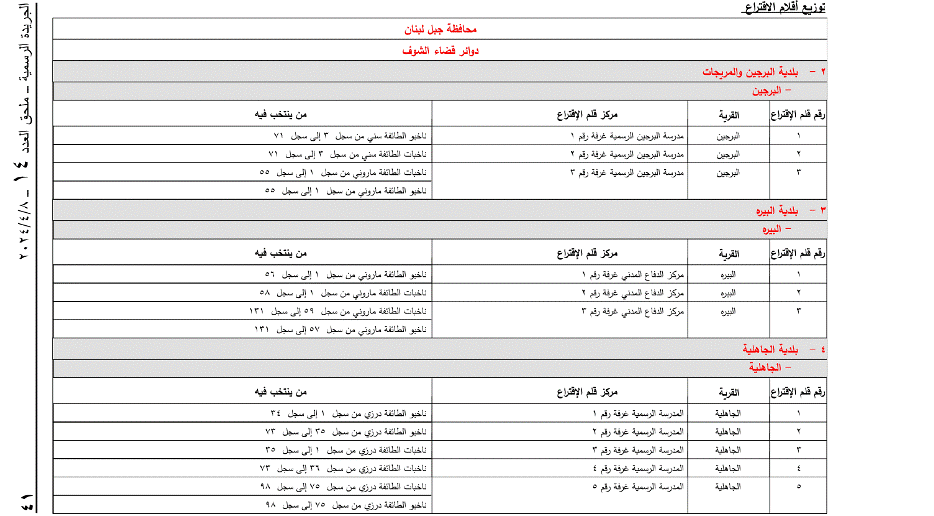 توزيع أقلام الاقتراع
محافظة جبل لبنان
دوائر قضاء الشوف
٢ - بلدية البرجين والمريجات
- البرجين
رقم قلم الإقتراع القرية مركز قلم الإقتراع من ينتخب فيه
١ البرجين مدرسة البرجين الرسمية غرفة رقم ١ ناخبو الطائفة سني من سجل ٣ إلى سجل ٧١
٢ البرجين مدرسة البرجين الرسمية غرفة رقم ٢ ناخبات الطائفة سني من سجل ٣ إلى سجل ٧١
٣ البرجين مدرسة البرجين الرسمية غرفة رقم ٣ ناخبات الطائفة ماروني من سجل ١ إلى سجل ٥٥
ناخبو الطائفة ماروني من سجل ١ إلى سجل ٥٥
٣ - بلدية البيره
- البيره
رقم قلم الإقتراع القرية مركز قلم الإقتراع من ينتخب فيه
١ البيره مركز الدفاع المدني غرفة رقم ١ ناخبو الطائفة ماروني من سجل ١ إلى سجل ٥٦
٢ البيره مركز الدفاع المدني غرفة رقم ٢ ناخبات الطائفة ماروني من سجل ١ إلى سجل ٥٨
٣ البيره مركز الدفاع المدني غرفة رقم ٣ ناخبات الطائفة ماروني من سجل ٥٩ إلى سجل ١٣١
ناخبو الطائفة ماروني من سجل ٥٧ إلى سجل ١٣١
٤ - بلدية الجاهلية
- الجاهلية
رقم قلم الإقتراع القرية مركز قلم الإقتراع من ينتخب فيه
١ الجاهلية المدرسة الرسمية غرفة رقم ١ ناخبو الطائفة درزي من سجل ١ إلى سجل ٣٤
٢ الجاهلية المدرسة الرسمية غرفة رقم ٢ ناخبو الطائفة درزي من سجل ٣٥ إلى سجل ٧٣
٣ الجاهلية المدرسة الرسمية غرفة رقم ٣ ناخبات الطائفة درزي من سجل ١ إلى سجل ٣٥
٤ الجاهلية المدرسة الرسمية غرفة رقم ٤ ناخبات الطائفة درزي من سجل ٣٦ إلى سجل ٧٣
٥ الجاهلية المدرسة الرسمية غرفة رقم ٥ ناخبات الطائفة درزي من سجل ٧٥ إلى سجل ٩٨
ناخبو الطائفة درزي من سجل ٧٥ إلى سجل ٩٨
الجريدة الرسمية – ملحق العدد ١٤ – ٢٠٢٤/٤/٨
٤١